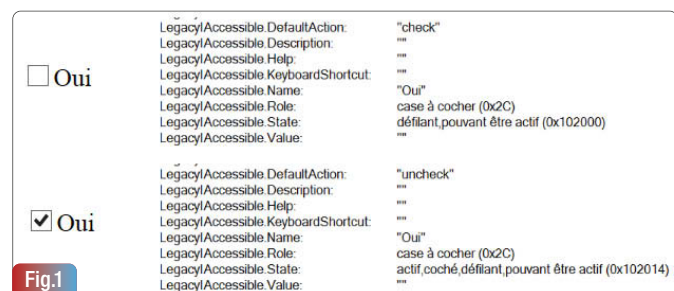 LegacyIAccessible.DefaultAction: "check"
LegacyIAccessible.Description: ""
LegacyIAccessible.Help: ""
Oui
LegacyIAccessible.KeyboardShortcut: ""
LegacyIAccessible.Name: "Oui"
LegacyIAccessible.Role: case à cocher (0x2C)
LegacyIAccessible.State: défilant,pouvant être actif (0x102000)
LegacyIAccessible.Value: ""
LegacyIAccessible.DefaultAction: "uncheck"
LegacyIAccessible.Description: ""
LegacyIAccessible.Help: ""
Oui
LegacyIAccessible.KeyboardShortcut: ""
LegacyIAccessible.Name: "Oui"
LegacyIAccessible.Role: case à cocher (0x2C)
LegacyIAccessible.State: actif,coché,défilant,pouvant être actif (0x102014)
LegacyIAccessible.Value: ""
Fig.1